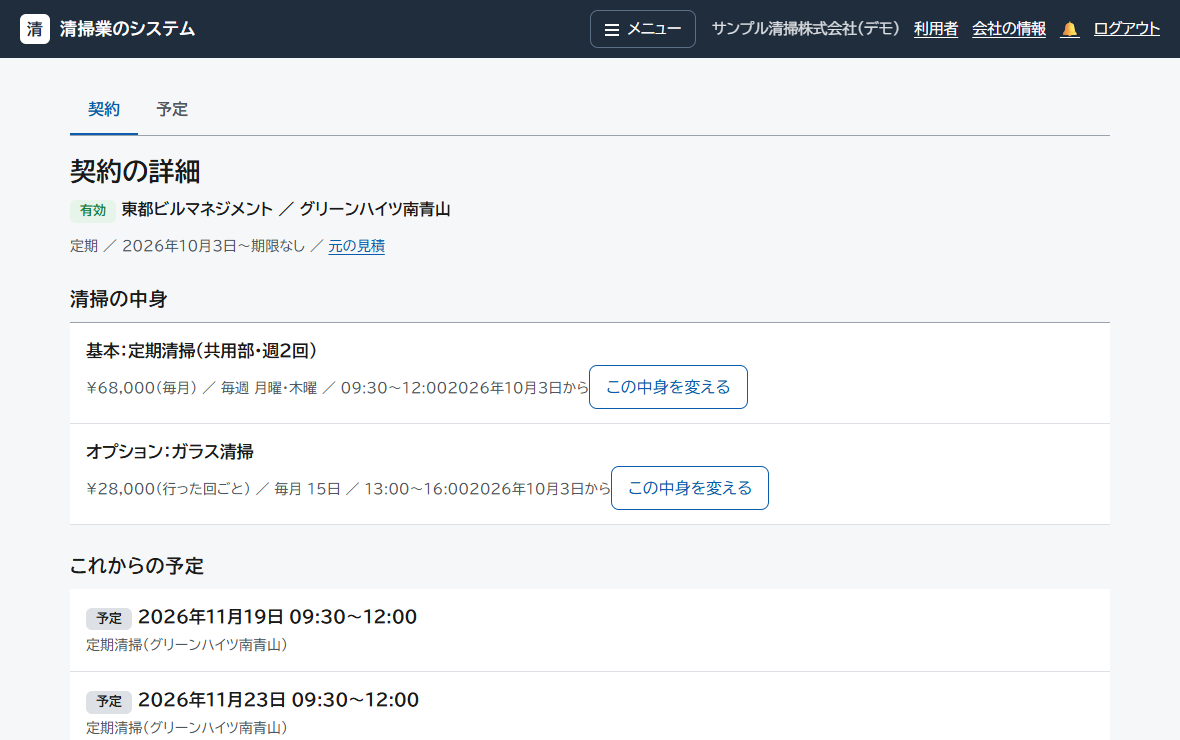 清 清掃業のシステム メニュー サンプル清掃株式会社(デモ) 利用者 会社の情報 ログアウト
契約 予定
契約の詳細
有効 東都ビルマネジメント ／ グリーンハイツ南青山
定期 ／ 2026年10月3日〜期限なし ／ 元の見積
清掃の中身
基本:定期清掃(共用部・週2回)
¥68,000(毎月) ／ 毎週 月曜・木曜 ／ 09:30〜12:002026年10月3日から この中身を変える
オプション:ガラス清掃
¥28,000(行った回ごと) ／ 毎月 15日 ／ 13:00〜16:002026年10月3日から この中身を変える
これからの予定
予定 2026年11月19日 09:30〜12:00
定期清掃(グリーンハイツ南青山)
予定 2026年11月23日 09:30〜12:00
定期清掃(グリーンハイツ南青山)